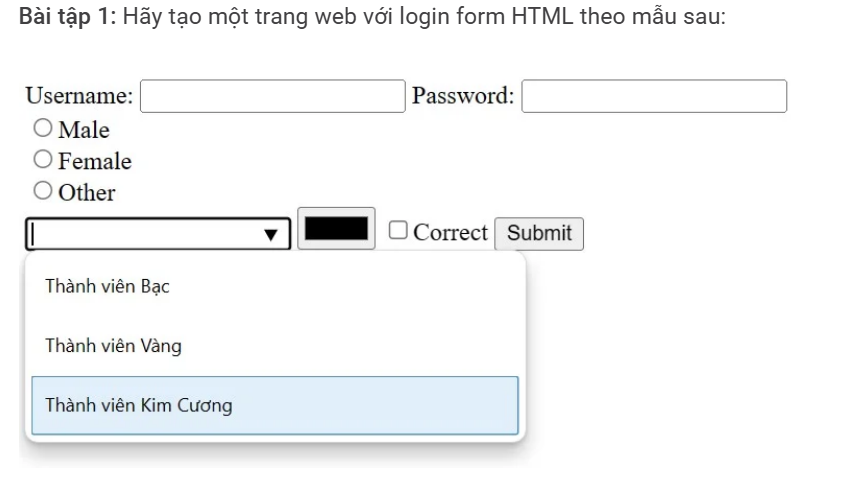 Bài tập 1: Hãy tạo một trang web với login form HTML theo mẫu sau:
Username: Password:
Male
Female
Other
Correct Submit
Thành viên Bạc
Thành viên Vàng
Thành viên Kim Cương